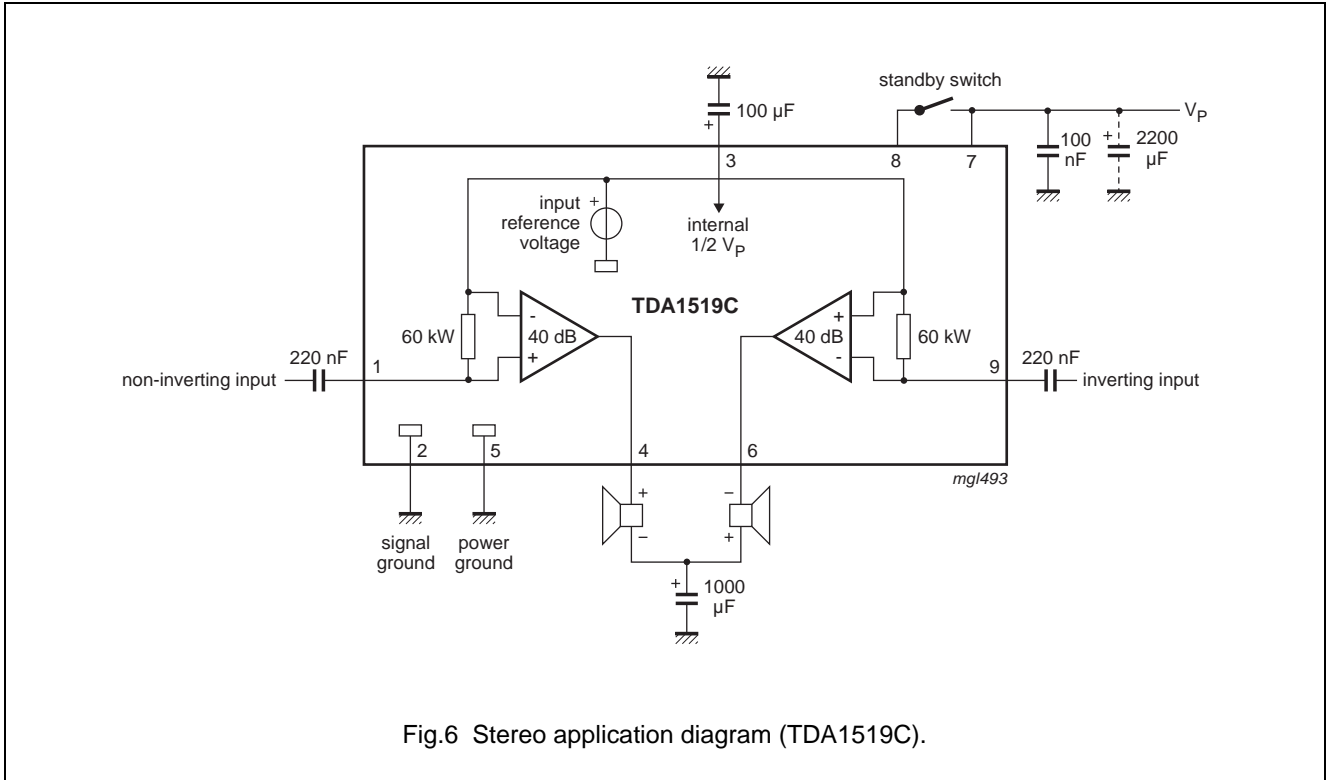 standby switch
100 µF
+
VP
100
nF
+
2200
µF
3
8
7
input
reference
voltage
+
internal
1/2 VP
TDA1519C
-
+
60 kW
40 dB
+
-
40 dB
60 kW
220 nF
non-inverting input
1
9
220 nF
inverting input
2
5
4
6
mgl493
+
−
−
+
signal
ground
power
ground
+
1000
µF
Fig.6 Stereo application diagram (TDA1519C).